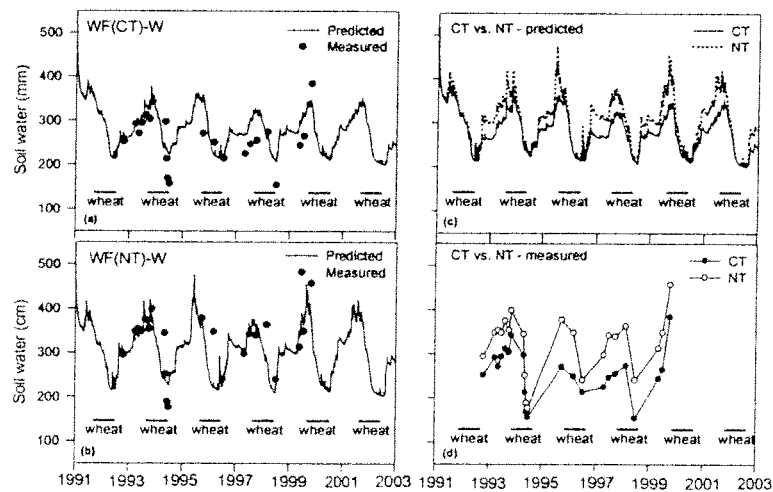 WF(CT)-W
Predicted
Measured
Soil water (mm)
500
400
300
200
100
wheat wheat wheat wheat wheat wheat
(a)
CT vs. NT - predicted
CT
NT
wheat wheat wheat wheat wheat wheat
(c)
WF(NT)-W
Predicted
Measured
Soil water (cm)
500
400
300
200
100
wheat wheat wheat wheat wheat wheat
(b)
1991 1993 1995 1997 1999 2001 2003
CT vs. NT - measured
CT
NT
wheat wheat wheat wheat wheat wheat
(d)
1991 1993 1995 1997 1999 2001 2003